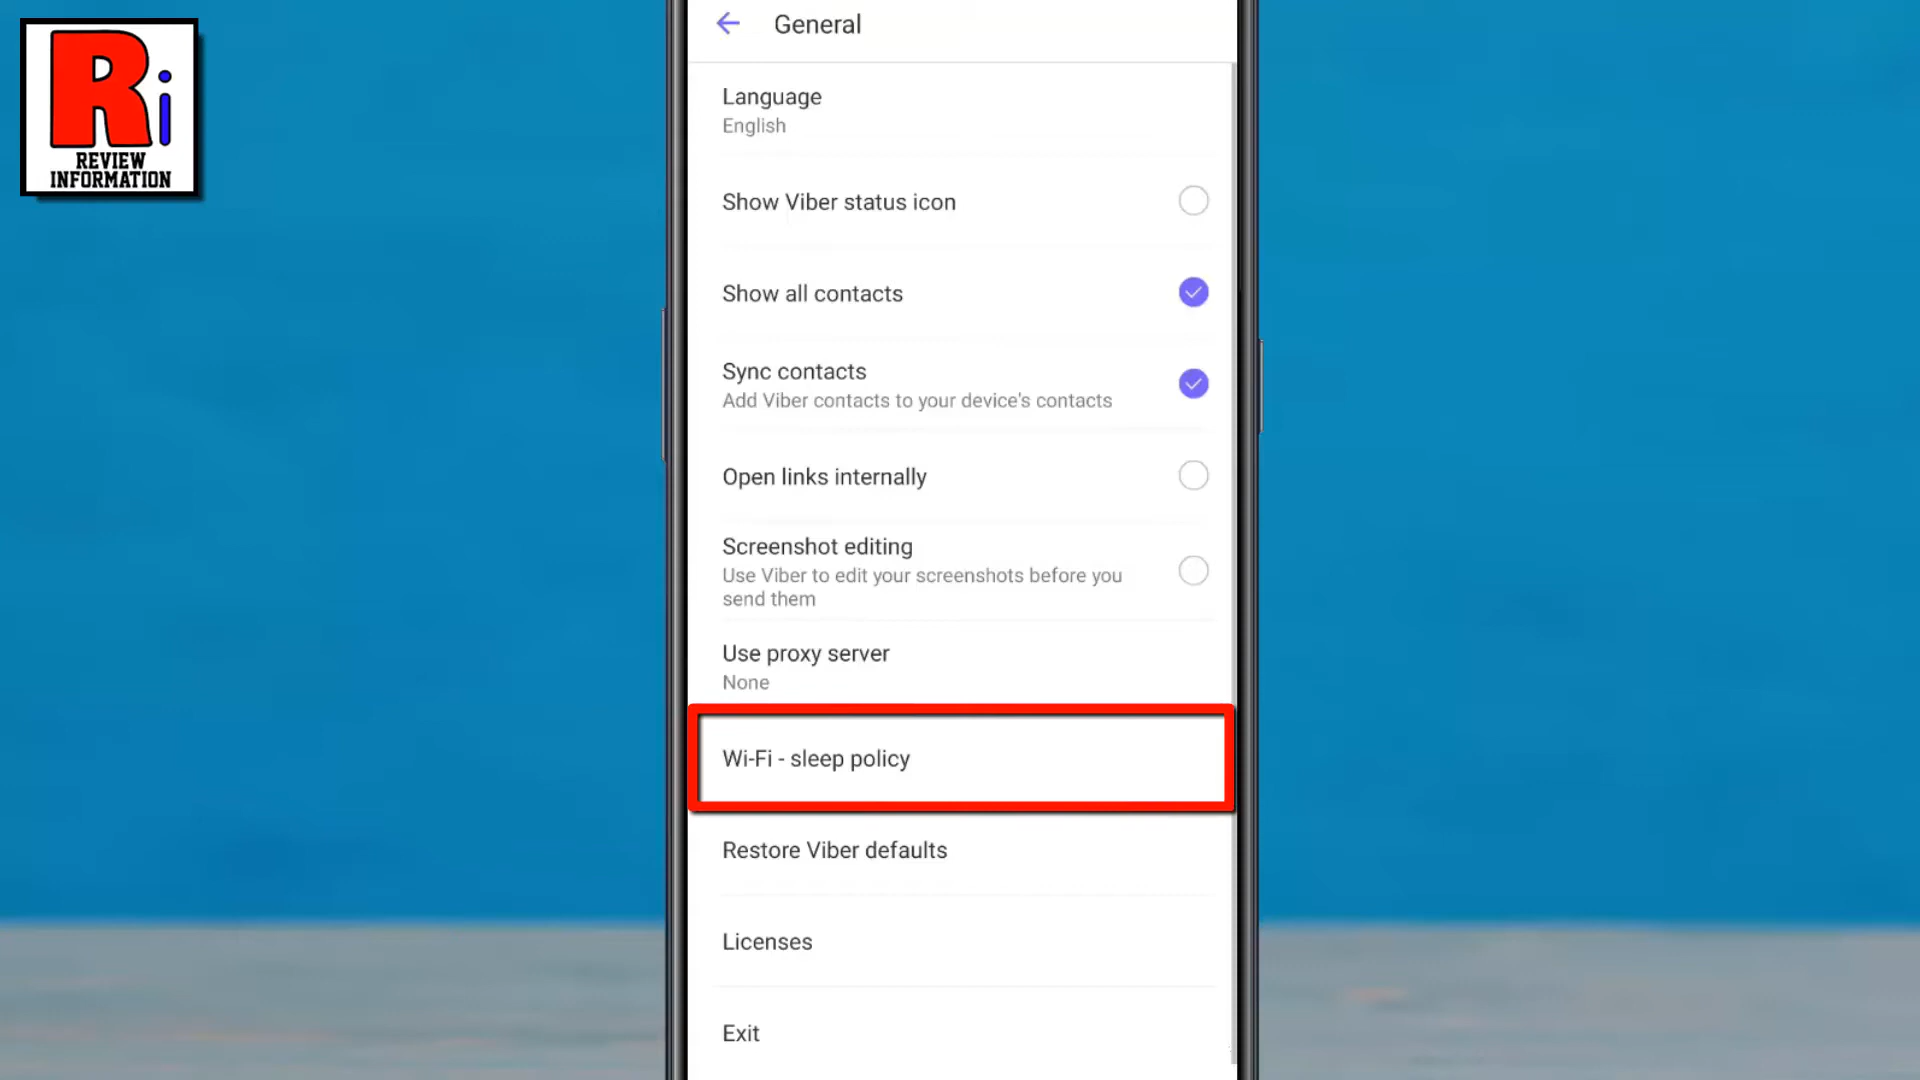 Ri
REVIEW
INFORMATION
General
Language
English
Show Viber status icon
Show all contacts
Sync contacts
Add Viber contacts to your device's contacts
Open links internally
Screenshot editing
Use Viber to edit your screenshots before you
send them
Use proxy server
None
Wi-Fi - sleep policy
Restore Viber defaults
Licenses
Exit